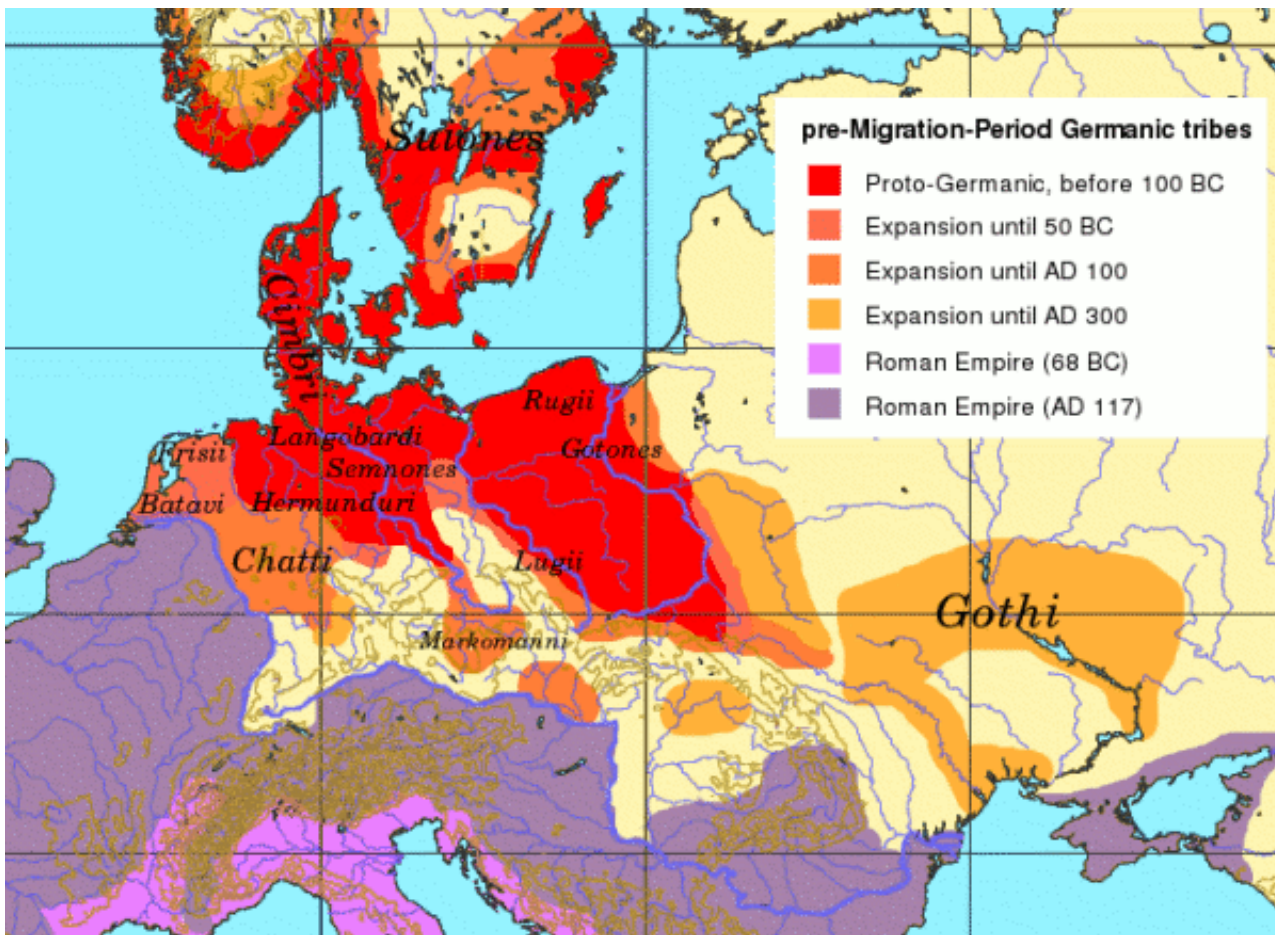 pre-Migration-Period Germanic tribes
Proto-Germanic, before 100 BC
Expansion until 50 BC
Expansion until AD 100
Expansion until AD 300
Roman Empire (68 BC)
Roman Empire (AD 117)
Suiones
Cimbri
Rugii
Langobardi
Gotones
Frisii
Semnones
Batavi
Hermunduri
Chatti
Lugii
Gothi
Markomanni